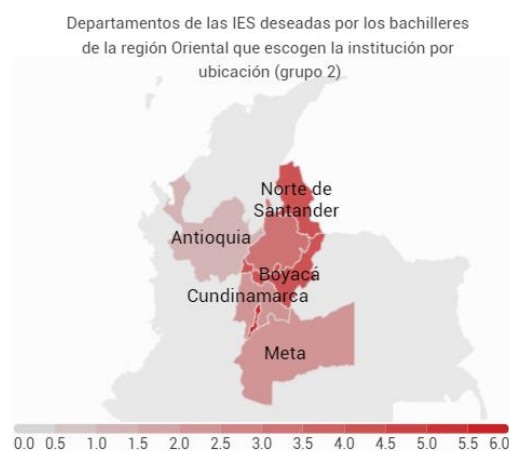 Departamentos de las IES deseadas por los bachilleres
de la región Oriental que escogen la institución por
ubicación (grupo 2)
Norte de
Santander
Antioquia
Boyacá
Cundinamarca
Meta
0.0 0.5 1.0 1.5 2.0 2.5 3.0 3.5 4.0 4.5 5.0 5.5 6.0